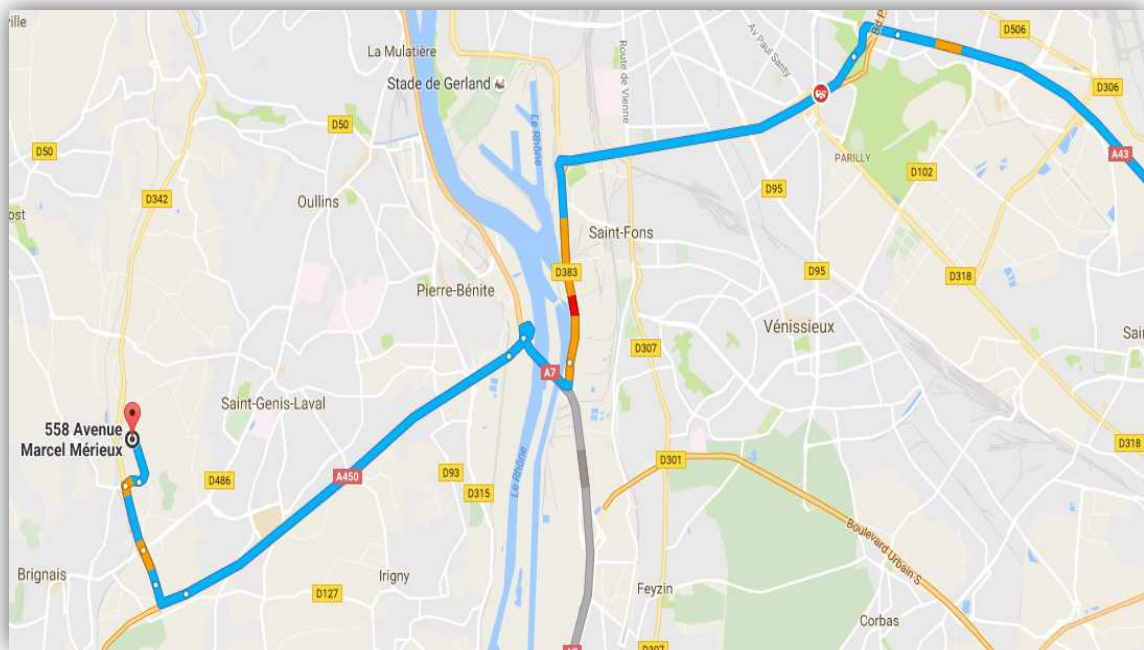 ville
La Mulatière
Stade de Gerland
Route de Vienne
Av Paul Santy
Bd P
D506
D306
A43
D50
D50
Le Rhône
PARILLY
D102
D342
ost
Oullins
D95
Saint-Fons
D383
D95
D318
Pierre-Bénite
Vénissieux
Sai
D307
A7
Saint-Genis-Laval
558 Avenue
Marcel Mérieux
D318
D93
D301
A450
D486
D315
Le Rhône
Boulevard Urbain S
Brignais
Irigny
D127
Feyzin
Corbas
D307